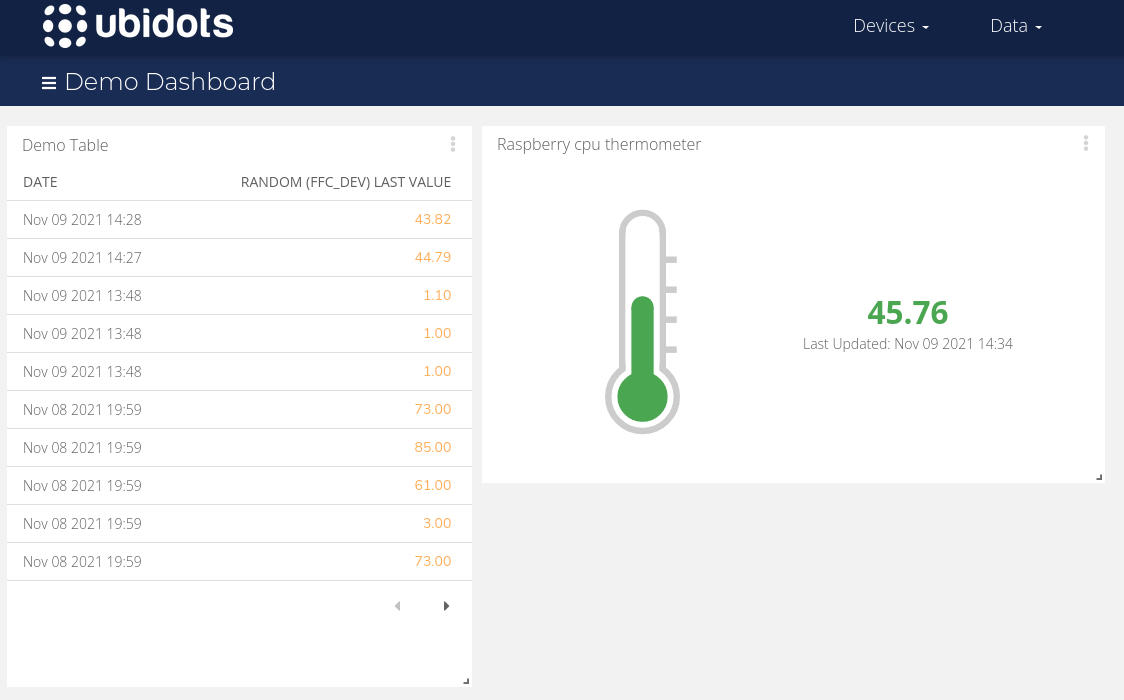 ubidots
Devices
Data
Demo Dashboard
Demo Table
DATE RANDOM (FFC_DEV) LAST VALUE
Nov 09 2021 14:28 43.82
Nov 09 2021 14:27 44.79
Nov 09 2021 13:48 1.10
Nov 09 2021 13:48 1.00
Nov 09 2021 13:48 1.00
Nov 08 2021 19:59 73.00
Nov 08 2021 19:59 85.00
Nov 08 2021 19:59 61.00
Nov 08 2021 19:59 3.00
Nov 08 2021 19:59 73.00
Raspberry cpu thermometer
45.76
Last Updated: Nov 09 2021 14:34